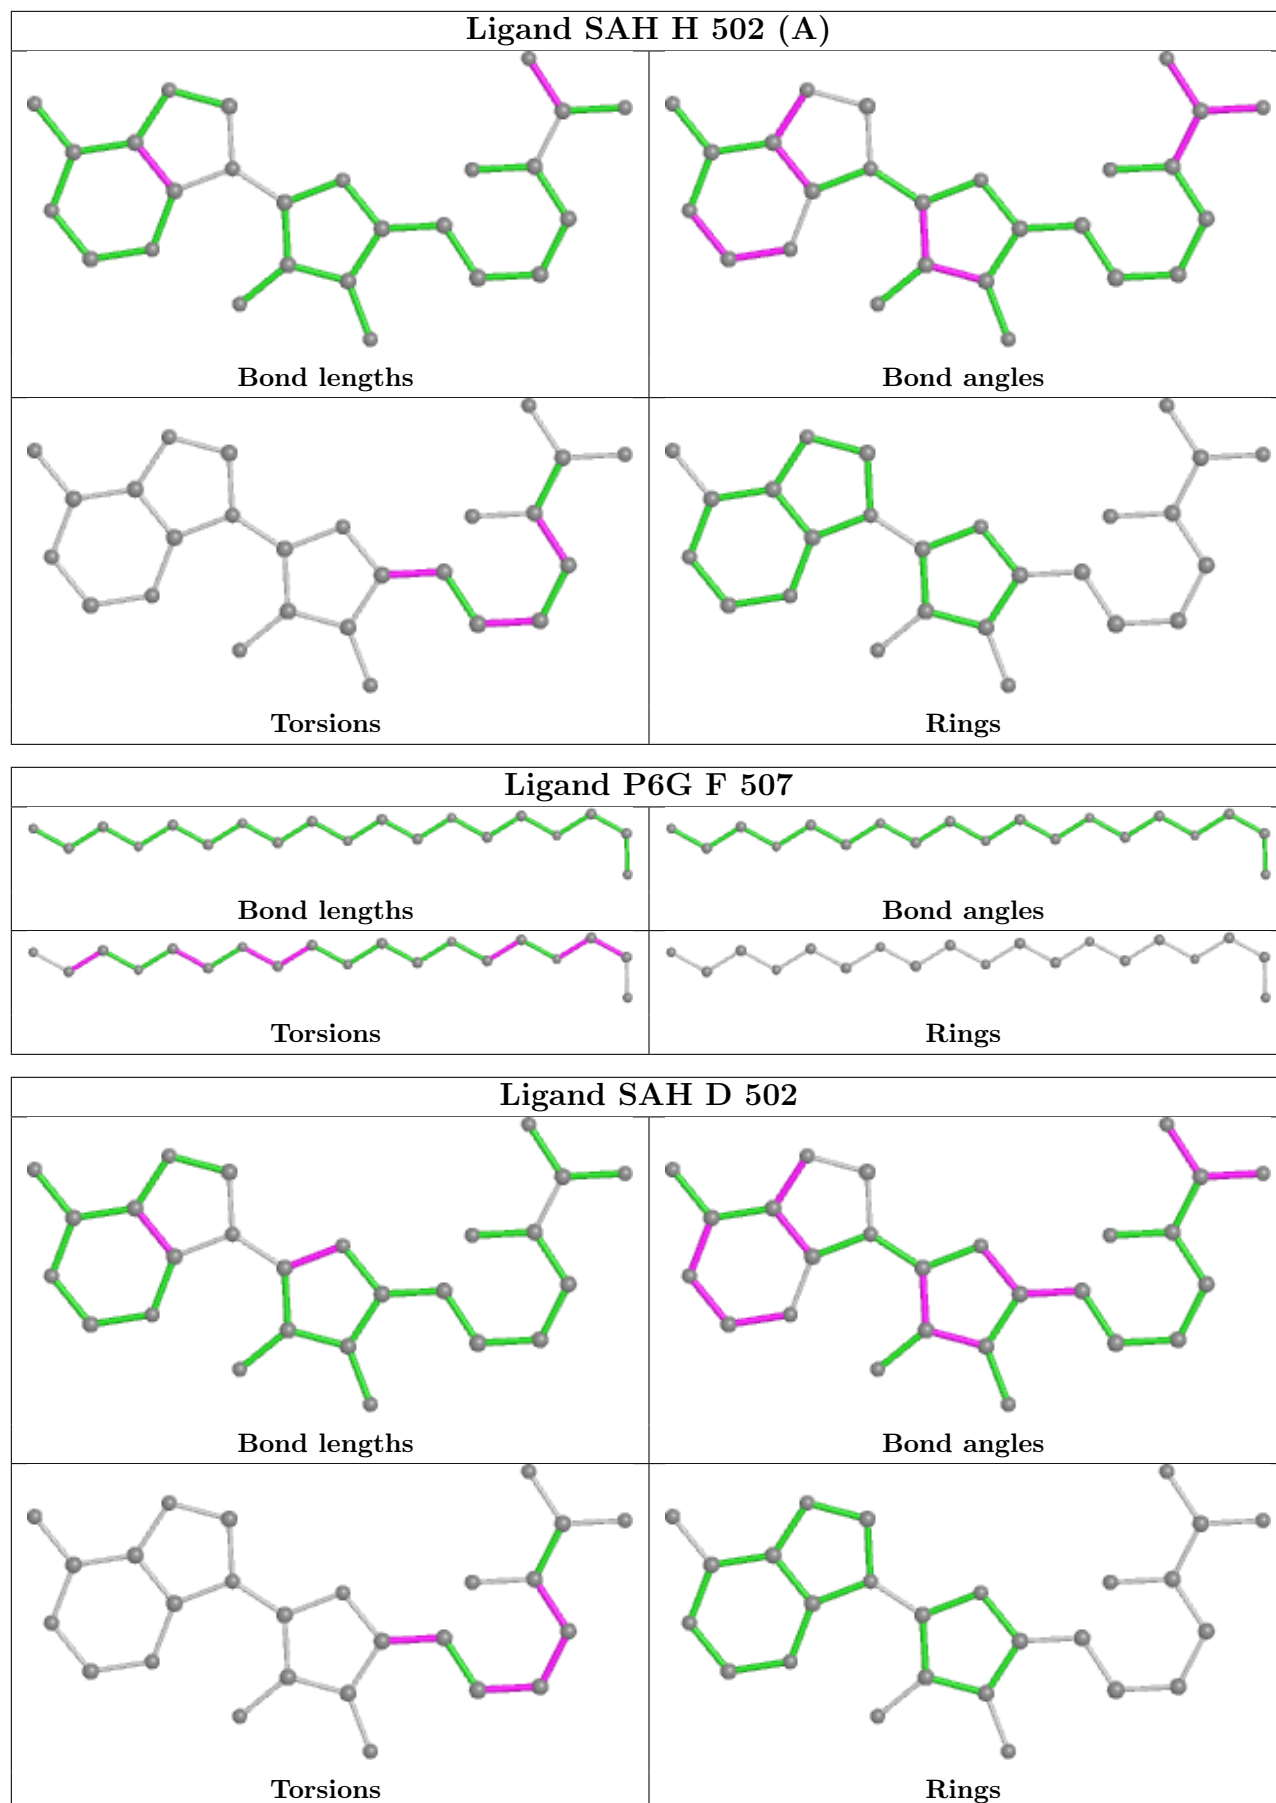 Ligand SAH H 502 (A)
Bond lengths
Bond angles
Torsions
Rings
Ligand P6G F 507
Bond lengths
Bond angles
Torsions
Rings
Ligand SAH D 502
Bond lengths
Bond angles
Torsions
Rings